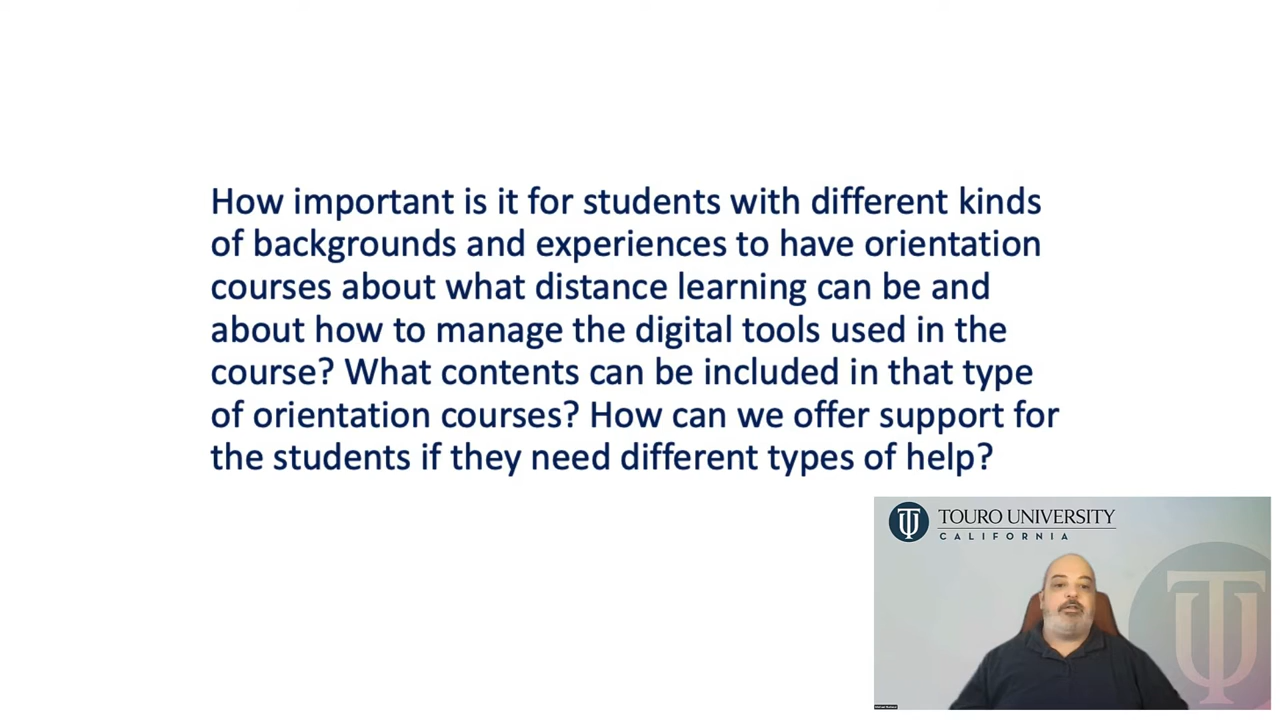 How important is it for students with different kinds
of backgrounds and experiences to have orientation
courses about what distance learning can be and
about how to manage the digital tools used in the
course? What contents can be included in that type
of orientation courses? How can we offer support for
the students if they need different types of help?
TOURO UNIVERSITY
CALIFORNIA